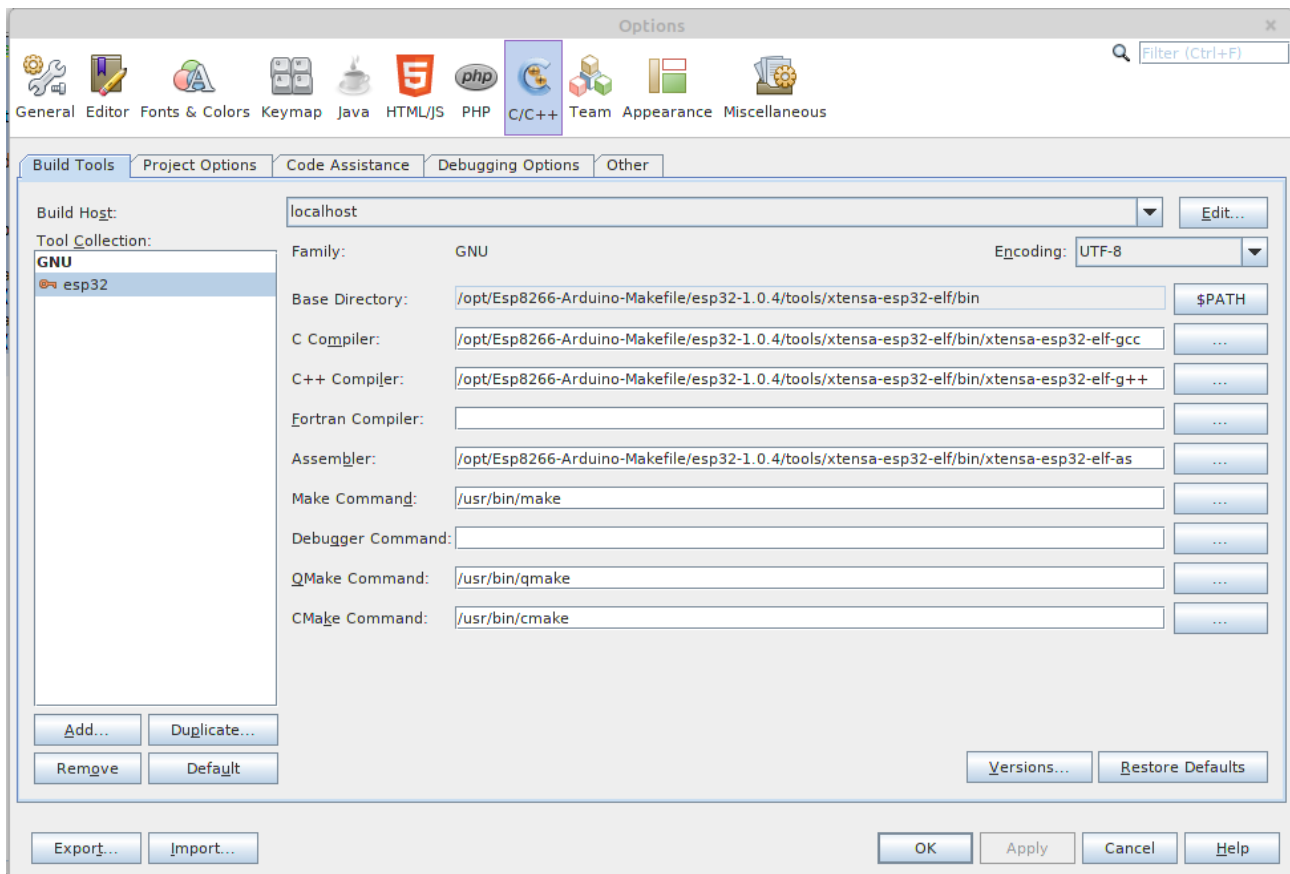 Options
Filter (Ctrl+F)
General Editor Fonts & Colors Keymap Java HTML/JS PHP C/C++ Team Appearance Miscellaneous
Build Tools Project Options Code Assistance Debugging Options Other
Build Host: localhost Edit...
Tool Collection:
GNU
esp32
Family: GNU Encoding: UTF-8
Base Directory: /opt/Esp8266-Arduino-Makefile/esp32-1.0.4/tools/xtensa-esp32-elf/bin $PATH
C Compiler: /opt/Esp8266-Arduino-Makefile/esp32-1.0.4/tools/xtensa-esp32-elf/bin/xtensa-esp32-elf-gcc ...
C++ Compiler: /opt/Esp8266-Arduino-Makefile/esp32-1.0.4/tools/xtensa-esp32-elf/bin/xtensa-esp32-elf-g++ ...
Fortran Compiler: ...
Assembler: /opt/Esp8266-Arduino-Makefile/esp32-1.0.4/tools/xtensa-esp32-elf/bin/xtensa-esp32-elf-as ...
Make Command: /usr/bin/make ...
Debugger Command: ...
QMake Command: /usr/bin/qmake ...
CMake Command: /usr/bin/cmake ...
Add... Duplicate...
Remove Default
Versions... Restore Defaults
Export... Import... OK Apply Cancel Help